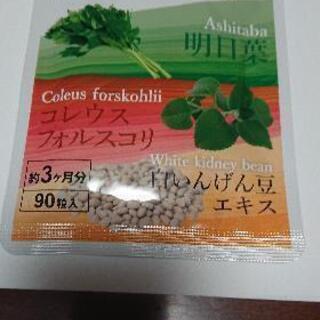 Ashitaba
明日葉
Coleus forskohlii
コレウス
フォルスコリ
White kidney bean
白いんげん豆
エキス
約3ヶ月分
90粒入